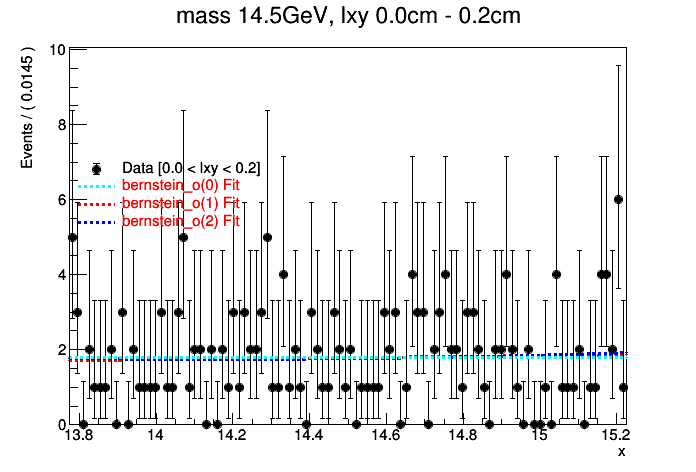 mass 14.5GeV, lxy 0.0cm - 0.2cm
Events / ( 0.0145 )
10
8
6
4
2
0
Data [0.0 < lxy < 0.2]
bernstein_o(0) Fit
bernstein_o(1) Fit
bernstein_o(2) Fit
13.8 14 14.2 14.4 14.6 14.8 15 15.2
x